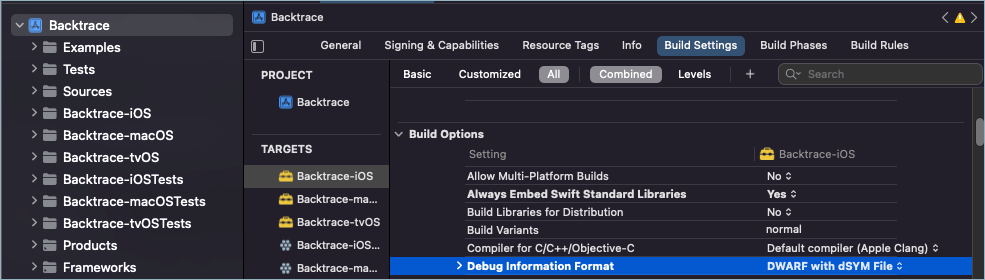 Backtrace
Examples
Tests
Sources
Backtrace-iOS
Backtrace-macOS
Backtrace-tvOS
Backtrace-iOSTests
Backtrace-macOSTests
Backtrace-tvOSTests
Products
Frameworks
Backtrace
General Signing & Capabilities Resource Tags Info Build Settings Build Phases Build Rules
PROJECT
Backtrace
TARGETS
Backtrace-iOS
Backtrace-ma...
Backtrace-tvOS
Backtrace-iOS...
Backtrace-ma...
Basic Customized All Combined Levels + Search
Build Options
Setting Backtrace-iOS
Allow Multi-Platform Builds No
Always Embed Swift Standard Libraries Yes
Build Libraries for Distribution No
Build Variants normal
Compiler for C/C++/Objective-C Default compiler (Apple Clang)
Debug Information Format DWARF with dSYM File